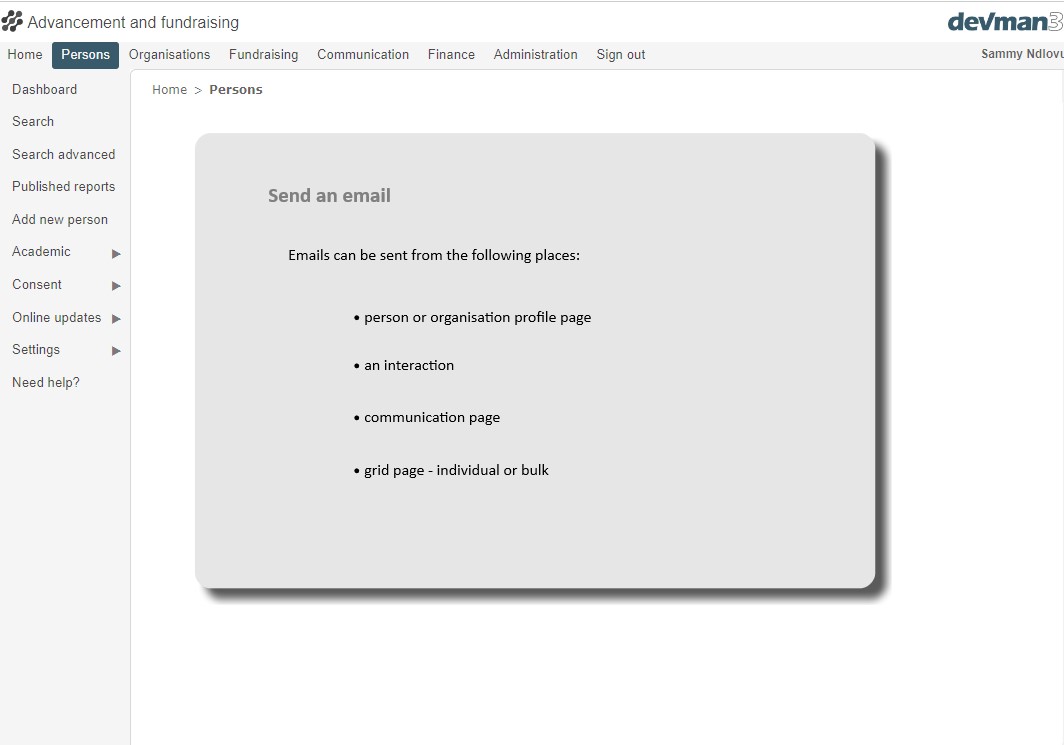 Advancement and fundraising
devman3
Home Persons Organisations Fundraising Communication Finance Administration Sign out Sammy Ndlovu
Dashboard
Search
Search advanced
Published reports
Add new person
Academic
Consent
Online updates
Settings
Need help?
Home > Persons
Send an email
Emails can be sent from the following places:
• person or organisation profile page
• an interaction
• communication page
• grid page - individual or bulk